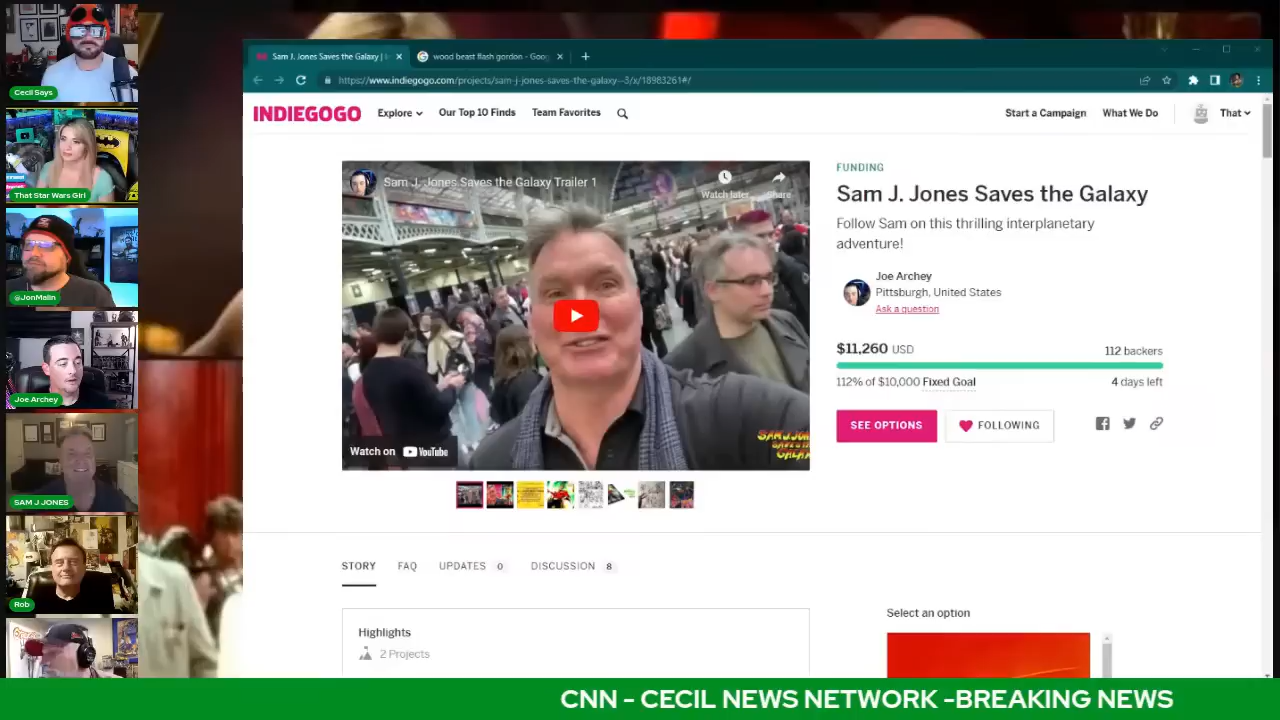 Cecil Says
That Star Wars Girl
@JonMalin
Joe Archey
SAM J JONES
Rob
Sam J. Jones Saves the Galaxy |
wood beast flash gordon - Goo
https://www.indiegogo.com/projects/sam-j-jones-saves-the-galaxy--3/x/18983261#/
INDIEGOGO
Explore
Our Top 10 Finds
Team Favorites
Start a Campaign
What We Do
That
Sam J. Jones Saves the Galaxy Trailer 1
Watch later
Share
Watch on YouTube
FUNDING
Sam J. Jones Saves the Galaxy
Follow Sam on this thrilling interplanetary
adventure!
Joe Archey
Pittsburgh, United States
Ask a question
$11,260 USD
112 backers
112% of $10,000 Fixed Goal
4 days left
SEE OPTIONS
FOLLOWING
STORY
FAQ
UPDATES 0
DISCUSSION 8
Highlights
2 Projects
Select an option
CNN - CECIL NEWS NETWORK -BREAKING NEWS